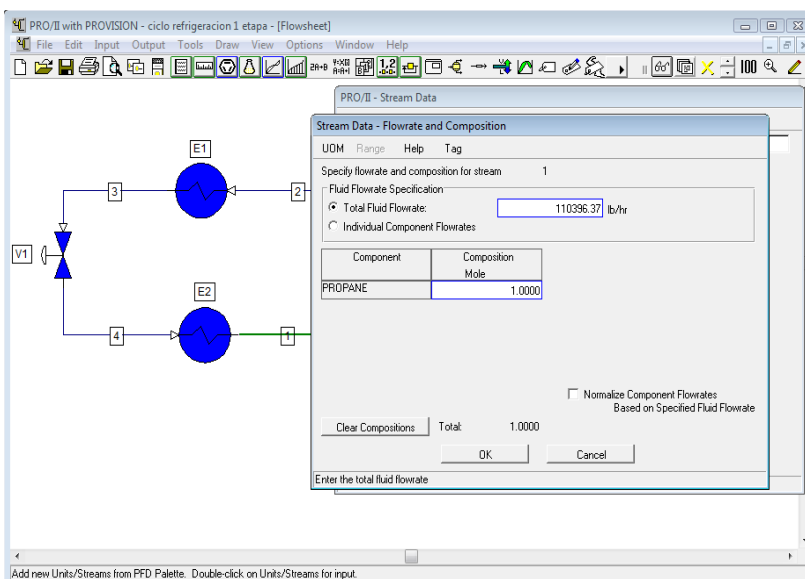 PRO/II with PROVISION - ciclo refrigeracion 1 etapa - [Flowsheet]
File Edit Input Output Tools Draw View Options Window Help
PRO/II - Stream Data
Stream Data - Flowrate and Composition
UOM Range Help Tag
Specify flowrate and composition for stream 1
Fluid Flowrate Specification
Total Fluid Flowrate: 110396.37 lb/hr
Individual Component Flowrates
Component Composition
Mole
PROPANE 1.0000
Normalize Component Flowrates
Based on Specified Fluid Flowrate
Clear Compositions Total: 1.0000
OK Cancel
Enter the total fluid flowrate
E1
3
2
V1
E2
4
1
Add new Units/Streams from PFD Palette. Double-click on Units/Streams for input.